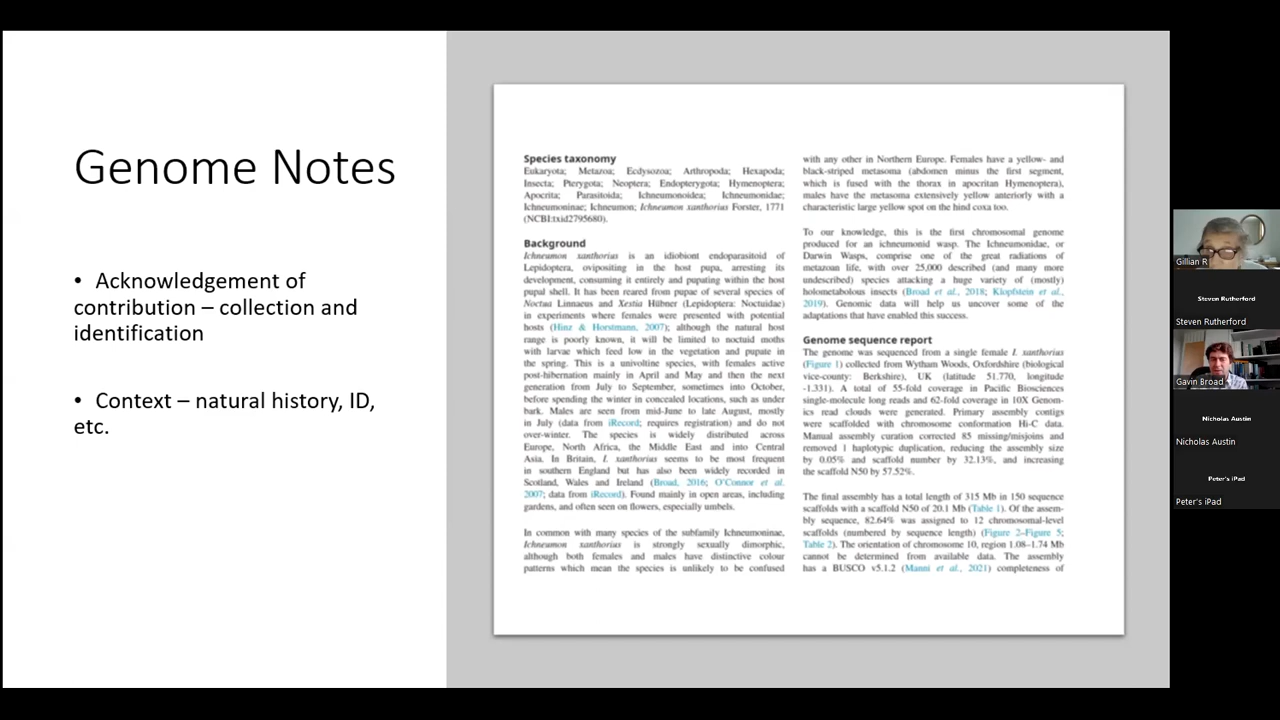 Genome Notes
• Acknowledgement of
contribution – collection and
identification
• Context – natural history, ID,
etc.
Species taxonomy
Eukaryota; Metazoa; Ecdysozoa; Arthropoda; Hexapoda;
Insecta; Pterygota; Neoptera; Endopterygota; Hymenoptera;
Apocrita; Parasitoida; Ichneumonoidea; Ichneumonidae;
Ichneumoninae; Ichneumon; Ichneumon xanthorius Forster, 1771
(NCBI:txid2795680).
Background
Ichneumon xanthorius is an idiobiont endoparasitoid of
Lepidoptera, ovipositing in the host pupa, arresting its
development, consuming it entirely and pupating within the host
pupal shell. It has been reared from pupae of several species of
Noctua Linnaeus and Xestia Hübner (Lepidoptera: Noctuidae)
in experiments where females were presented with potential
hosts (Hinz & Horstmann, 2007); although the natural host
range is poorly known, it will be limited to noctuid moths
with larvae which feed low in the vegetation and pupate in
the spring. This is a univoltine species, with females active
post-hibernation mainly in April and May and then the next
generation from July to September, sometimes into October,
before spending the winter in concealed locations, such as under
bark. Males are seen from mid-June to late August, mostly
in July (data from iRecord; requires registration) and do not
over-winter. The species is widely distributed across
Europe, North Africa, the Middle East and into Central
Asia. In Britain, I. xanthorius seems to be most frequent
in southern England but has also been widely recorded in
Scotland, Wales and Ireland (Broad, 2016; O'Connor et al.
2007; data from iRecord). Found mainly in open areas, including
gardens, and often seen on flowers, especially umbels.
In common with many species of the subfamily Ichneumoninae,
Ichneumon xanthorius is strongly sexually dimorphic,
although both females and males have distinctive colour
patterns which mean the species is unlikely to be confused
with any other in Northern Europe. Females have a yellow- and
black-striped metasoma (abdomen minus the first segment,
which is fused with the thorax in apocritan Hymenoptera),
males have the metasoma extensively yellow anteriorly with a
characteristic large yellow spot on the hind coxa too.
To our knowledge, this is the first chromosomal genome
produced for an ichneumonid wasp. The Ichneumonidae, or
Darwin Wasps, comprise one of the great radiations of
metazoan life, with over 25,000 described (and many more
undescribed) species attacking a huge variety of (mostly)
holometabolous insects (Broad et al., 2018; Klopfstein et al.,
2019). Genomic data will help us uncover some of the
adaptations that have enabled this success.
Genome sequence report
The genome was sequenced from a single female I. xanthorius
(Figure 1) collected from Wytham Woods, Oxfordshire (biological
vice-county: Berkshire), UK (latitude 51.770, longitude
-1.331). A total of 55-fold coverage in Pacific Biosciences
single-molecule long reads and 62-fold coverage in 10X Genom-
ics read clouds were generated. Primary assembly contigs
were scaffolded with chromosome conformation Hi-C data.
Manual assembly curation corrected 85 missing/misjoins and
removed 1 haplotypic duplication, reducing the assembly size
by 0.05% and scaffold number by 32.13%, and increasing
the scaffold N50 by 57.52%.
The final assembly has a total length of 315 Mb in 150 sequence
scaffolds with a scaffold N50 of 20.1 Mb (Table 1). Of the assem-
bly sequence, 82.64% was assigned to 12 chromosomal-level
scaffolds (numbered by sequence length) (Figure 2–Figure 5;
Table 2). The orientation of chromosome 10, region 1.08–1.74 Mb
cannot be determined from available data. The assembly
has a BUSCO v5.1.2 (Manni et al., 2021) completeness of
Gillian R
Steven Rutherford
Steven Rutherford
Gavin Broad
Nicholas Austin
Nicholas Austin
Peter's iPad
Peter's iPad